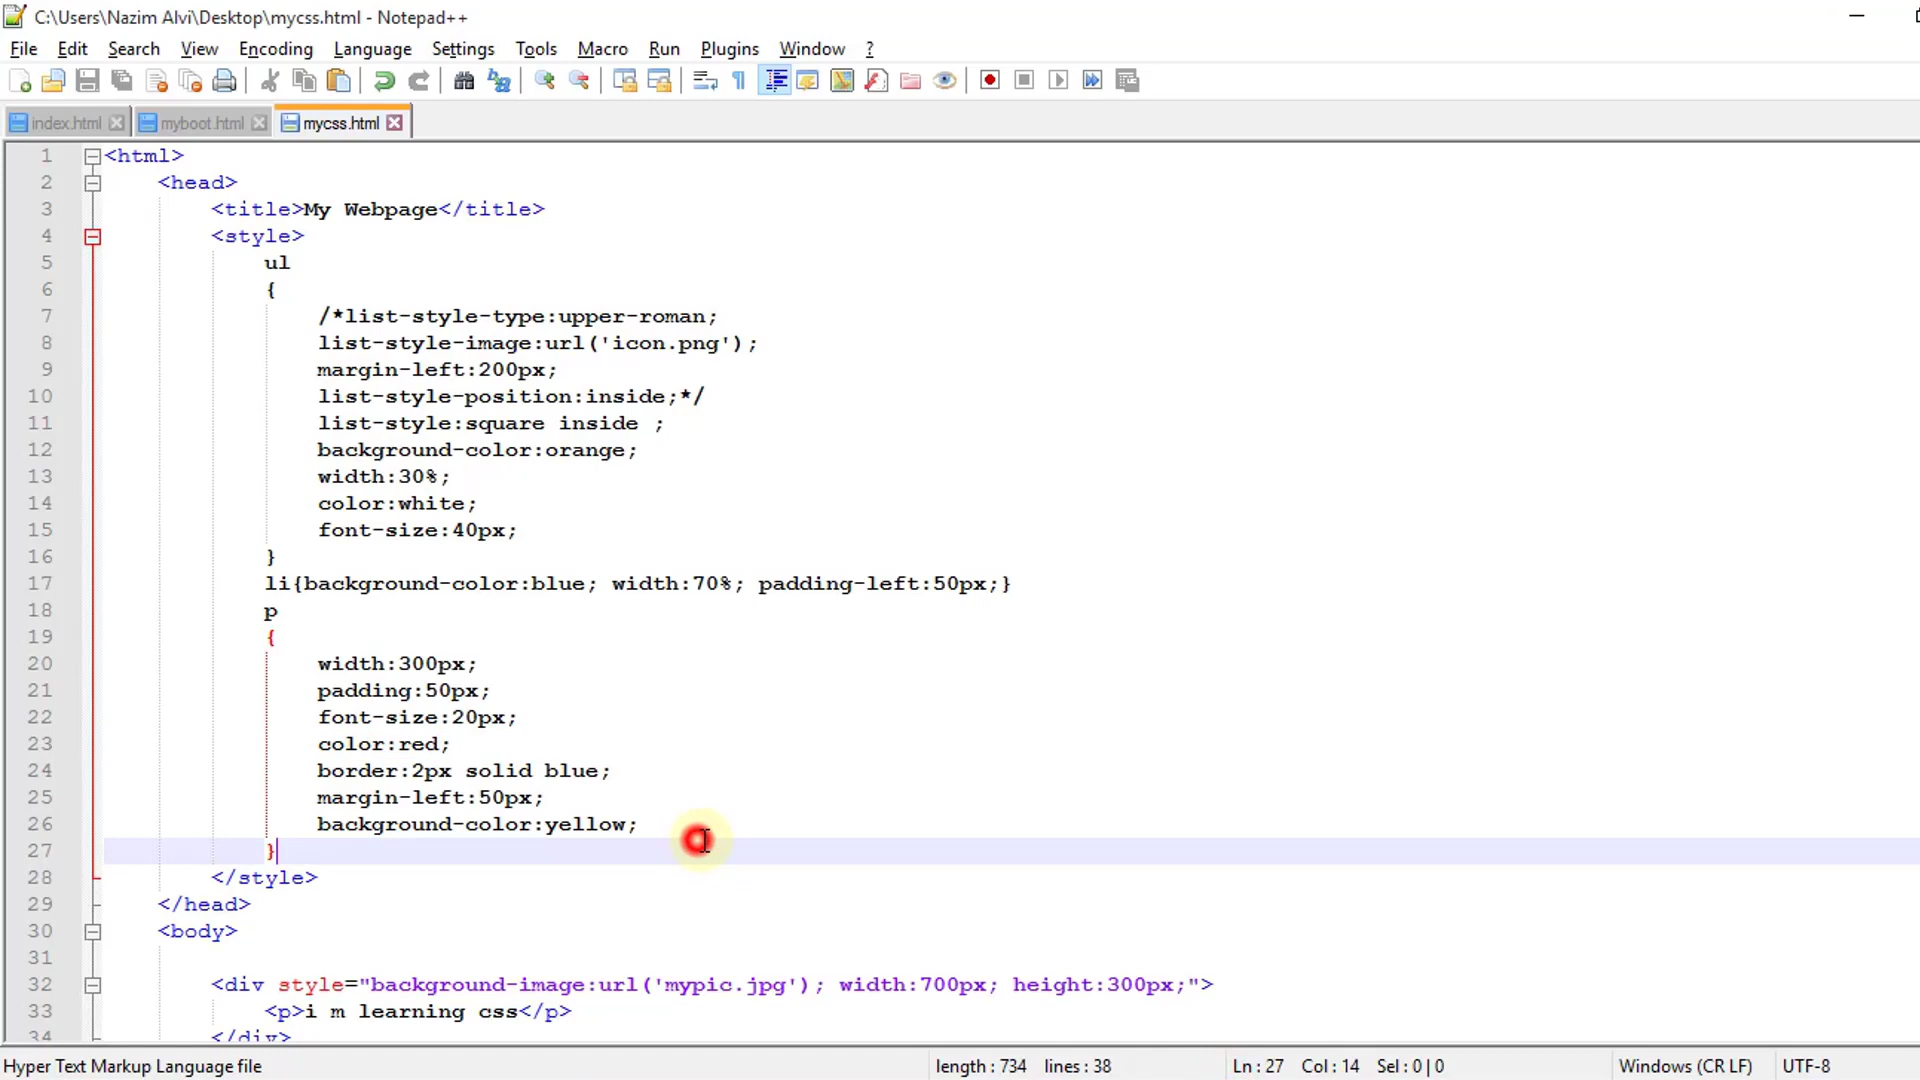 C:\Users\Nazim Alvi\Desktop\mycss.html - Notepad++
File Edit Search View Encoding Language Settings Tools Macro Run Plugins Window ?
index.html myboot.html mycss.html
1 <html>
2 <head>
3 <title>My Webpage</title>
4 <style>
5 ul
6 {
7 /*list-style-type:upper-roman;
8 list-style-image:url('icon.png');
9 margin-left:200px;
10 list-style-position:inside;*/
11 list-style:square inside ;
12 background-color:orange;
13 width:30%;
14 color:white;
15 font-size:40px;
16 }
17 li{background-color:blue; width:70%; padding-left:50px;}
18 p
19 {
20 width:300px;
21 padding:50px;
22 font-size:20px;
23 color:red;
24 border:2px solid blue;
25 margin-left:50px;
26 background-color:yellow;
27 }
28 </style>
29 </head>
30 <body>
31
32 <div style="background-image:url('mypic.jpg'); width:700px; height:300px;">
33 <p>i m learning css</p>
34 </div>
Hyper Text Markup Language file length : 734 lines : 38 Ln : 27 Col : 14 Sel : 0 | 0 Windows (CR LF) UTF-8